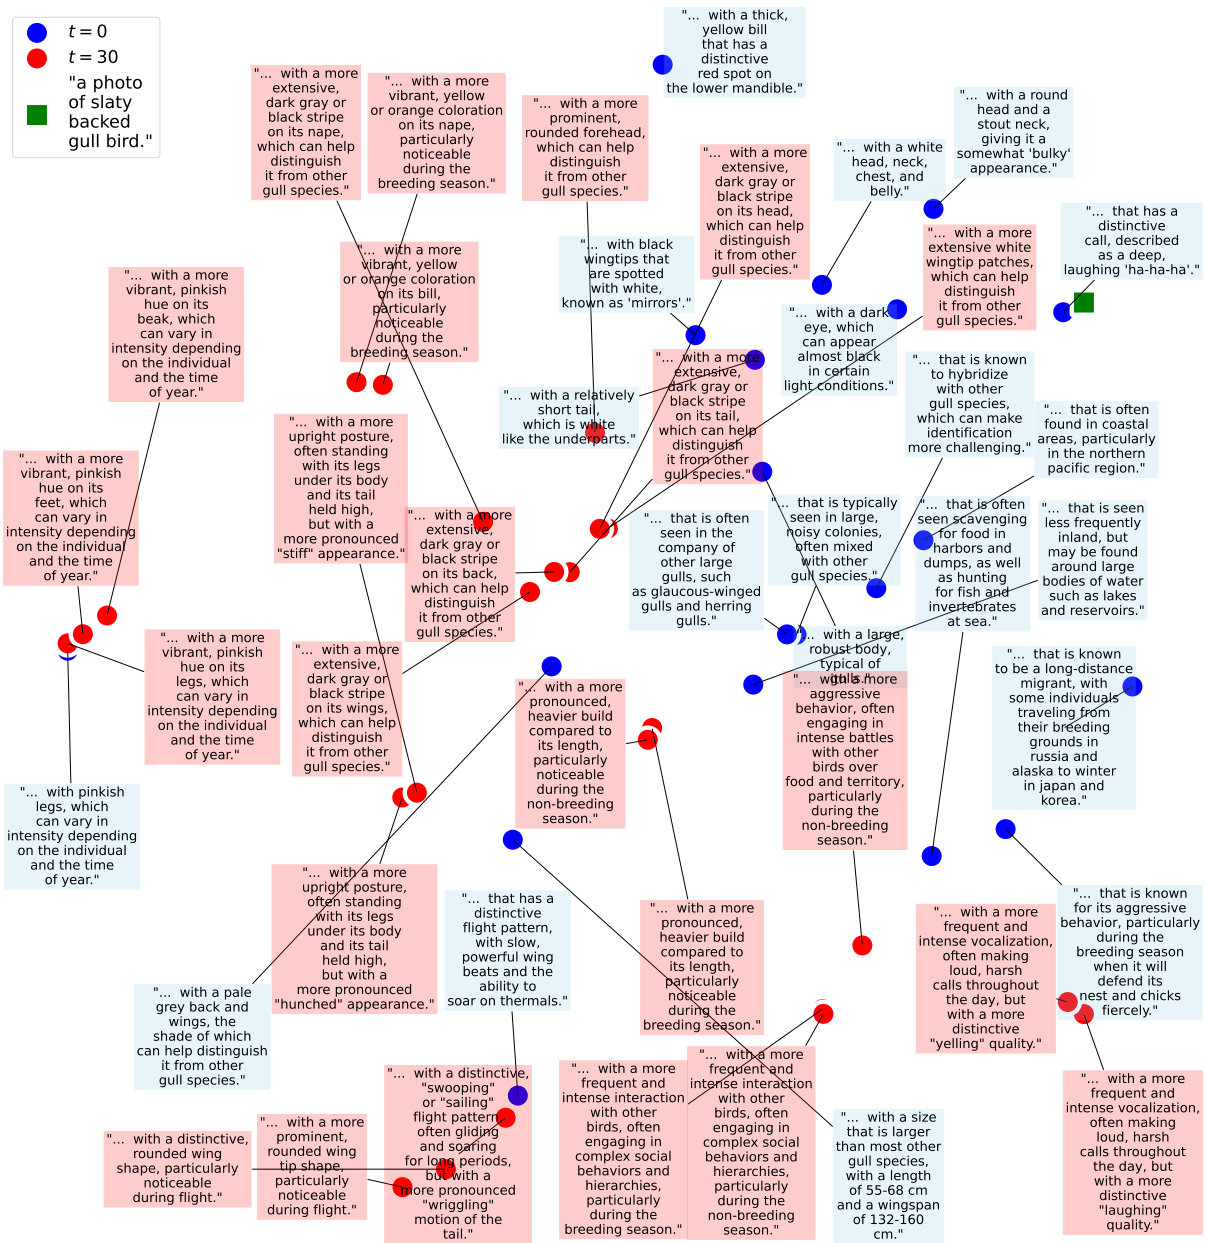 t = 0
t = 30
"a photo
of slaty
backed
gull bird."
"... with a thick,
yellow bill
that has a
distinctive
red spot on
the lower mandible."
"... with a more
extensive,
dark gray or
black stripe
on its nape,
which can help
distinguish
it from other
gull species."
"... with a more
vibrant, yellow
or orange coloration
on its nape,
particularly
noticeable
during the
breeding season."
"... with a more
prominent,
rounded forehead,
which can help
distinguish
it from other
gull species."
"... with a round
head and a
stout neck,
giving it a
somewhat 'bulky'
appearance."
"... with a white
head, neck,
chest, and
belly."
"... with a more
extensive,
dark gray or
black stripe
on its head,
which can help
distinguish
it from other
gull species."
"... that has a
distinctive
call, described
as a deep,
laughing 'ha-ha-ha'."
"... with a more
extensive white
wingtip patches,
which can help
distinguish
it from other
gull species."
"... with black
wingtips that
are spotted
with white,
known as 'mirrors'."
"... with a more
vibrant, yellow
or orange coloration
on its bill,
particularly
noticeable
during the
breeding season."
"... with a more
vibrant, pinkish
hue on its
beak, which
can vary in
intensity depending
on the individual
and the time
of year."
"... with a dark
eye, which
can appear
almost black
in certain
light conditions."
"... with a more
extensive,
dark gray or
black stripe
on its tail,
which can help
distinguish
it from other
gull species."
"... that is known
to hybridize
with other
gull species,
which can make
identification
more challenging."
"... with a relatively
short tail,
which is white
like the underparts."
"... that is often
found in coastal
areas, particularly
in the northern
pacific region."
"... with a more
upright posture,
often standing
with its legs
under its body
and its tail
held high,
but with a
more pronounced
"stiff" appearance."
"... with a more
vibrant, pinkish
hue on its
feet, which
can vary in
intensity depending
on the individual
and the time
of year."
"... that is typically
seen in large,
noisy colonies,
often mixed
with other
gull species."
"... that is often
seen scavenging
for food in
harbors and
dumps, as well
as hunting
for fish and
invertebrates
at sea."
"... that is seen
less frequently
inland, but
may be found
around large
bodies of water
such as lakes
and reservoirs."
"... with a more
extensive,
dark gray or
black stripe
on its back,
which can help
distinguish
it from other
gull species."
"... that is often
seen in the
company of
other large
gulls, such
as glaucous-winged
gulls and herring
gulls."
"... with a large,
robust body,
typical of
gulls."
"... with a more
vibrant, pinkish
hue on its
legs, which
can vary in
intensity depending
on the individual
and the time
of year."
"... with a more
extensive,
dark gray or
black stripe
on its wings,
which can help
distinguish
it from other
gull species."
"... that is known
to be a long-distance
migrant, with
some individuals
traveling from
their breeding
grounds in
russia and
alaska to winter
in japan and
korea."
"... with a more
aggressive
behavior, often
engaging in
intense battles
with other
birds over
food and territory,
particularly
during the
non-breeding
season."
"... with a more
pronounced,
heavier build
compared to
its length,
particularly
noticeable
during the
non-breeding
season."
"... with pinkish
legs, which
can vary in
intensity depending
on the individual
and the time
of year."
"... with a more
upright posture,
often standing
with its legs
under its body
and its tail
held high,
but with a
more pronounced
"hunched" appearance."
"... that has a
distinctive
flight pattern,
with slow,
powerful wing
beats and the
ability to
soar on thermals."
"... with a more
pronounced,
heavier build
compared to
its length,
particularly
noticeable
during the
breeding season."
"... that is known
for its aggressive
behavior, particularly
during the
breeding season
when it will
defend its
nest and chicks
fiercely."
"... with a more
frequent and
intense vocalization,
often making
loud, harsh
calls throughout
the day, but
with a more
distinctive
"yelling" quality."
"... with a pale
grey back and
wings, the
shade of which
can help distinguish
it from other
gull species."
"... with a more
frequent and
intense interaction
with other
birds, often
engaging in
complex social
behaviors and
hierarchies,
particularly
during the
non-breeding
season."
"... with a more
frequent and
intense interaction
with other
birds, often
engaging in
complex social
behaviors and
hierarchies,
particularly
during the
breeding season."
"... with a distinctive,
"swooping"
or "sailing"
flight pattern,
often gliding
and soaring
for long periods,
but with a
more pronounced
"wriggling"
motion of the
tail."
"... with a more
frequent and
intense vocalization,
often making
loud, harsh
calls throughout
the day, but
with a more
distinctive
"laughing"
quality."
"... with a size
that is larger
than most other
gull species,
with a length
of 55-68 cm
and a wingspan
of 132-160
cm."
"... with a more
prominent,
rounded wing
tip shape,
particularly
noticeable
during flight."
"... with a distinctive,
rounded wing
shape, particularly
noticeable
during flight."